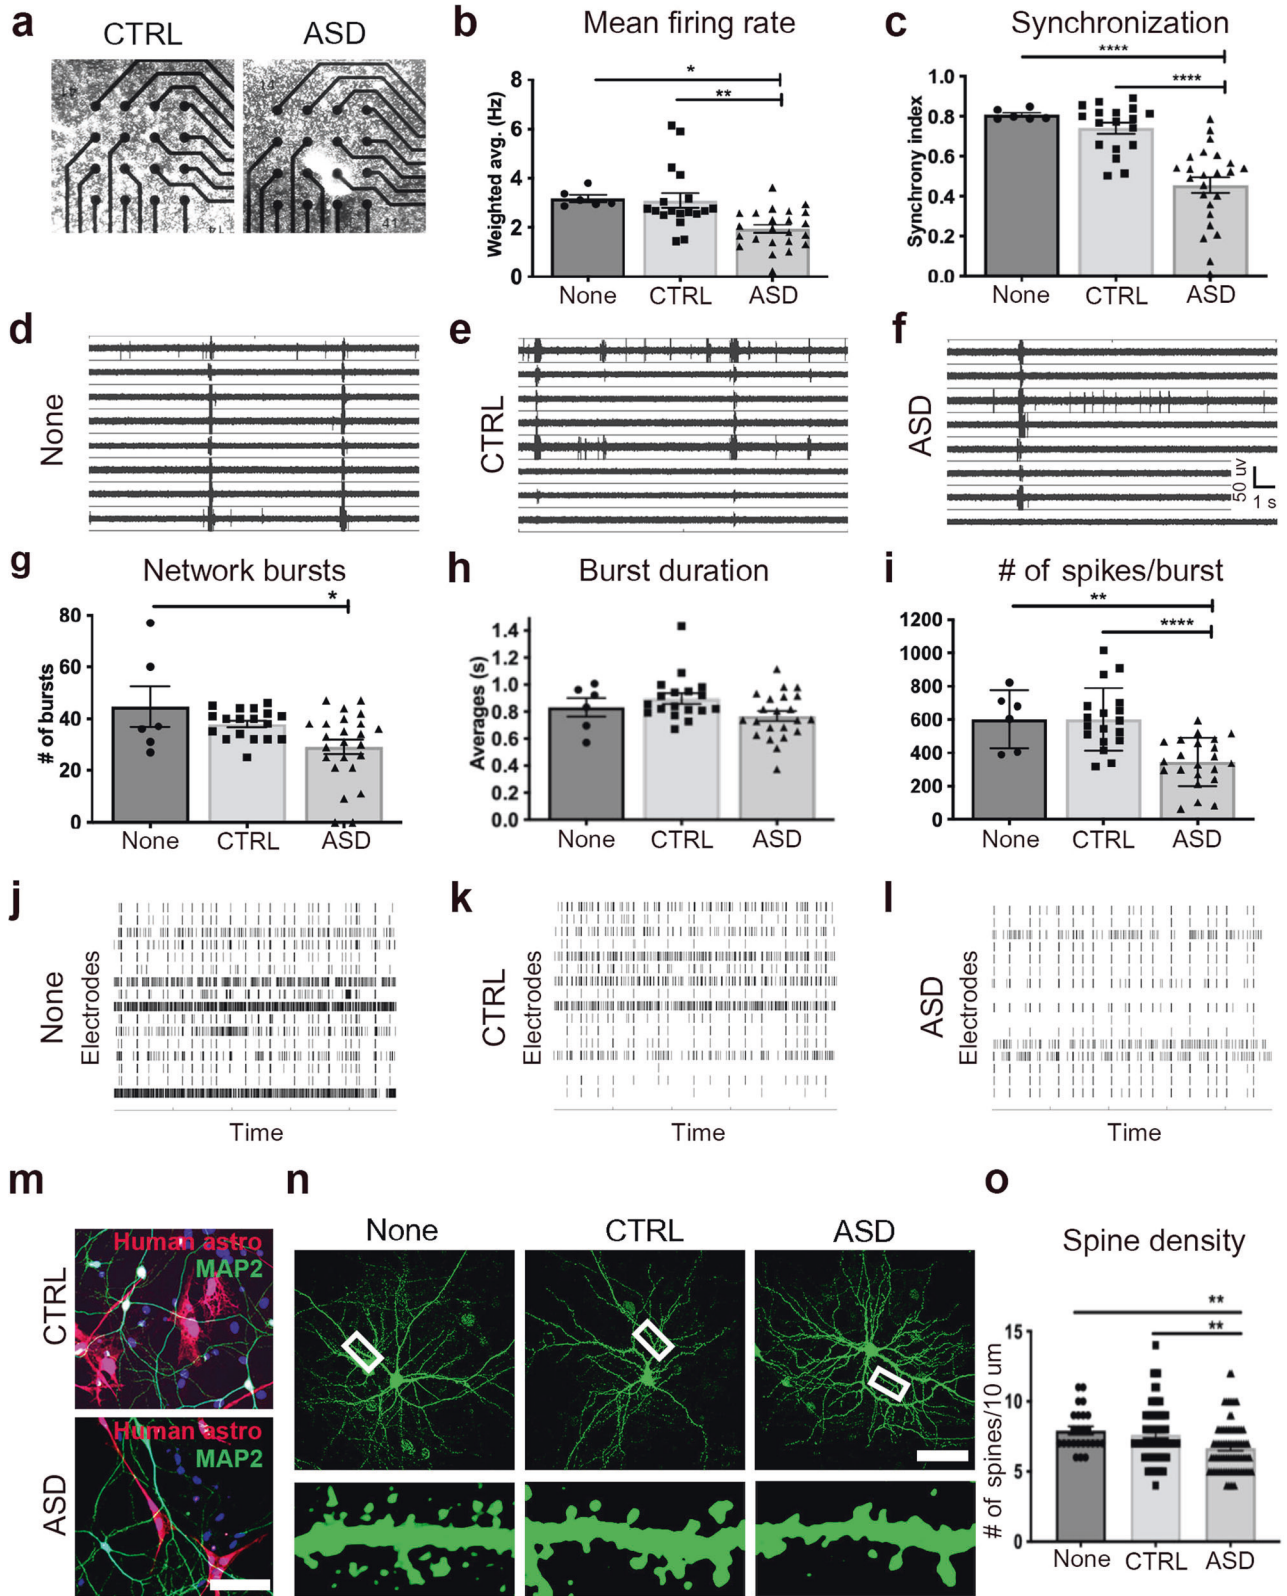 a
CTRL
ASD
14
14
41
b
Mean firing rate
*
**
Weighted avg. (Hz)
8
6
4
2
0
None
CTRL
ASD
c
Synchronization
****
****
Synchrony index
1.0
0.8
0.6
0.4
0.2
0.0
None
CTRL
ASD
d
None
e
CTRL
f
ASD
50 uv
1 s
g
Network bursts
*
# of bursts
80
60
40
20
0
None
CTRL
ASD
h
Burst duration
Averages (s)
1.4
1.2
1.0
0.8
0.6
0.4
0.2
0.0
None
CTRL
ASD
i
# of spikes/burst
**
****
1200
1000
800
600
400
200
0
None
CTRL
ASD
j
None
Electrodes
Time
k
CTRL
Electrodes
Time
l
ASD
Electrodes
Time
m
CTRL
Human astro
MAP2
ASD
Human astro
MAP2
n
None
CTRL
ASD
o
Spine density
**
**
# of spines/10 um
15
10
5
0
None
CTRL
ASD